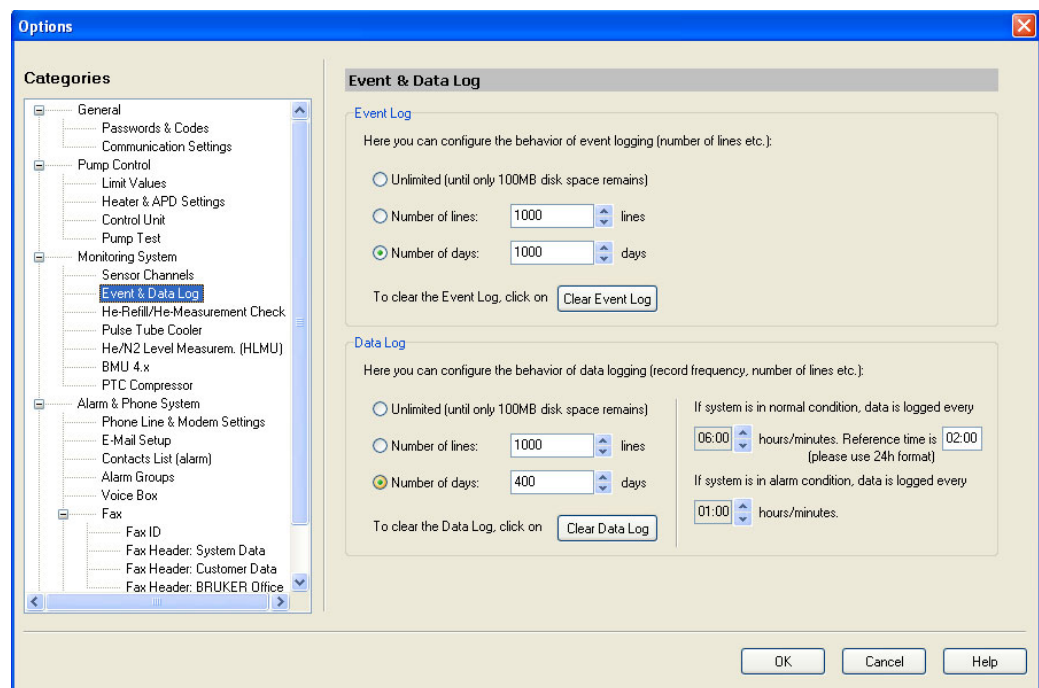 Options
Categories
General
Passwords & Codes
Communication Settings
Pump Control
Limit Values
Heater & APD Settings
Control Unit
Pump Test
Monitoring System
Sensor Channels
Event & Data Log
He-Refill/He-Measurement Check
Pulse Tube Cooler
He/N2 Level Measurem. (HLMU)
BMU 4.x
PTC Compressor
Alarm & Phone System
Phone Line & Modem Settings
E-Mail Setup
Contacts List (alarm)
Alarm Groups
Voice Box
Fax
Fax ID
Fax Header: System Data
Fax Header: Customer Data
Fax Header: BRUKER Office
Event & Data Log
Event Log
Here you can configure the behavior of event logging (number of lines etc.):
Unlimited (until only 100MB disk space remains)
Number of lines: 1000 lines
Number of days: 1000 days
To clear the Event Log, click on Clear Event Log
Data Log
Here you can configure the behavior of data logging (record frequency, number of lines etc.):
Unlimited (until only 100MB disk space remains)
Number of lines: 1000 lines
Number of days: 400 days
To clear the Data Log, click on Clear Data Log
If system is in normal condition, data is logged every
06:00 hours/minutes. Reference time is 02:00
(please use 24h format)
If system is in alarm condition, data is logged every
01:00 hours/minutes.
OK Cancel Help